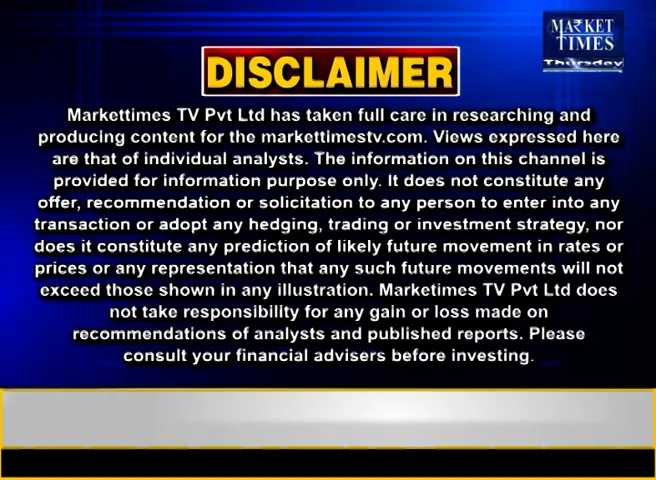 MARKET
TIMES
Thursday
DISCLAIMER
Markettimes TV Pvt Ltd has taken full care in researching and
producing content for the markettimestv.com. Views expressed here
are that of individual analysts. The information on this channel is
provided for information purpose only. It does not constitute any
offer, recommendation or solicitation to any person to enter into any
transaction or adopt any hedging, trading or investment strategy, nor
does it constitute any prediction of likely future movement in rates or
prices or any representation that any such future movements will not
exceed those shown in any illustration. Marketimes TV Pvt Ltd does
not take responsibility for any gain or loss made on
recommendations of analysts and published reports. Please
consult your financial advisers before investing.